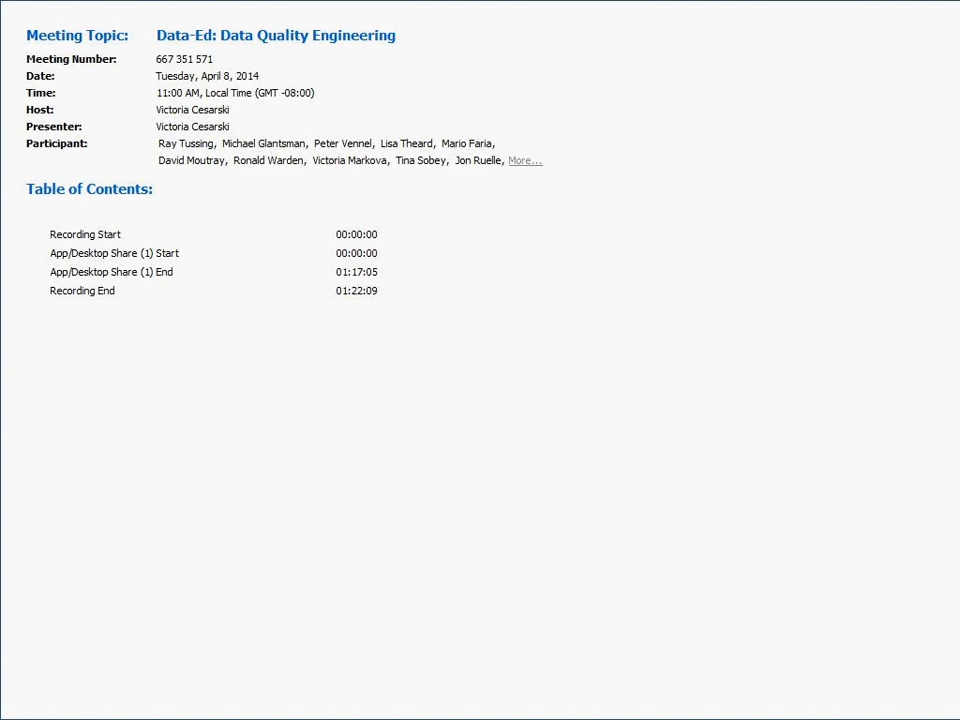 Meeting Topic: Data-Ed: Data Quality Engineering
Meeting Number: 667 351 571
Date: Tuesday, April 8, 2014
Time: 11:00 AM, Local Time (GMT -08:00)
Host: Victoria Cesarski
Presenter: Victoria Cesarski
Participant: Ray Tussing, Michael Glantsman, Peter Vennel, Lisa Theard, Mario Faria,
David Moutray, Ronald Warden, Victoria Markova, Tina Sobey, Jon Ruelle, More...
Table of Contents:
Recording Start 00:00:00
App/Desktop Share (1) Start 00:00:00
App/Desktop Share (1) End 01:17:05
Recording End 01:22:09